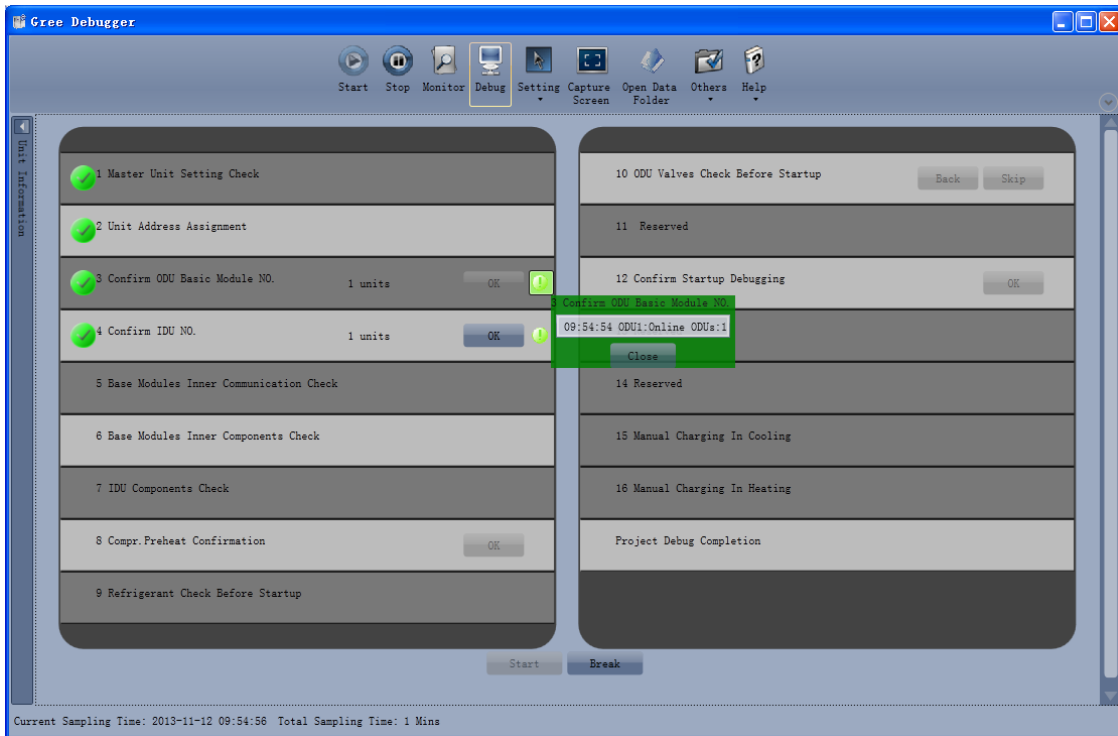 Gree Debugger
Start Stop Monitor Debug Setting Capture Screen Open Data Folder Others Help
Unit Information
1 Master Unit Setting Check
2 Unit Address Assignment
3 Confirm ODU Basic Module NO. 1 units OK
4 Confirm IDU NO. 1 units OK
5 Base Modules Inner Communication Check
6 Base Modules Inner Components Check
7 IDU Components Check
8 Compr.Preheat Confirmation OK
9 Refrigerant Check Before Startup
10 ODU Valves Check Before Startup Back Skip
11 Reserved
12 Confirm Startup Debugging OK
3 Confirm ODU Basic Module NO.
09:54:54 ODU1:Online ODUs:1
Close
14 Reserved
15 Manual Charging In Cooling
16 Manual Charging In Heating
Project Debug Completion
Start Break
Current Sampling Time: 2013-11-12 09:54:56 Total Sampling Time: 1 Mins